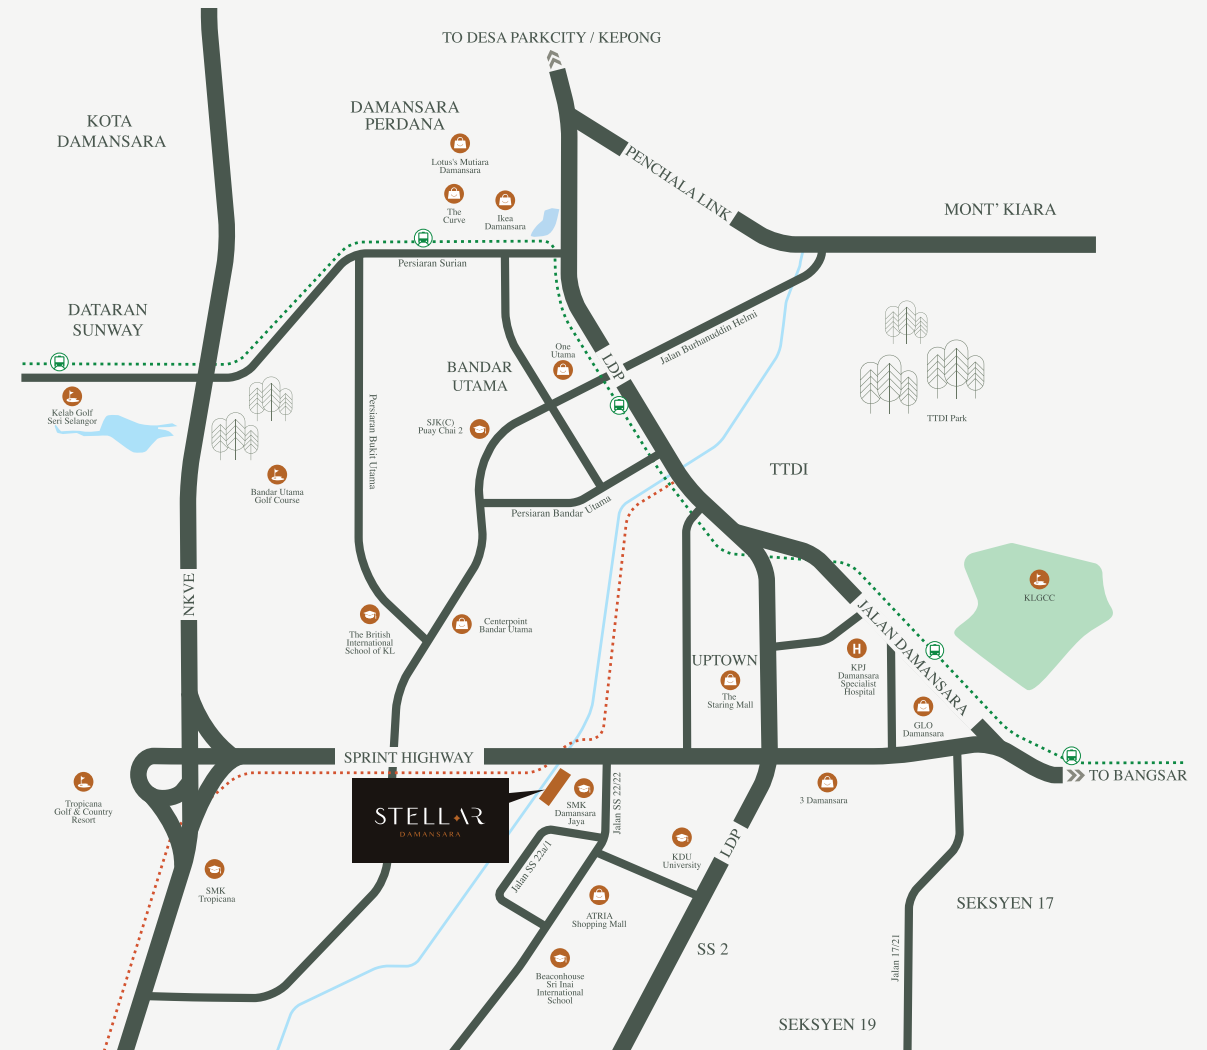 TO DESA PARKCITY / KEPONG
DAMANSARA
PERDANA
KOTA
DAMANSARA
Lotus's Mutiara
Damansara
PENCHALA LINK
The
Curve
Ikea
Damansara
MONT' KIARA
Persiaran Surian
DATARAN
SUNWAY
Jalan Burhanuddin Helmi
One
Utama
LDP
BANDAR
UTAMA
Kelab Golf
Seri Selangor
Persiaran Bukit Utama
SJK(C)
Puay Chai 2
TTDI Park
TTDI
Bandar Utama
Golf Course
Persiaran Bandar Utama
NKVE
KLGCC
The British
International
School of KL
Centerpoint
Bandar Utama
JALAN DAMANSARA
UPTOWN
The
Staring Mall
KPJ
Damansara
Specialist
Hospital
GLO
Damansara
SPRINT HIGHWAY
TO BANGSAR
Tropicana
Golf & Country
Resort
STELLAR
DAMANSARA
SMK
Damansara
Jaya
Jalan SS 22/22
3 Damansara
LDP
Jalan SS 22a/1
KDU
University
SMK
Tropicana
ATRIA
Shopping Mall
SEKSYEN 17
SS 2
Jalan 17/21
Beaconhouse
Sri Inai
International
School
SEKSYEN 19
H